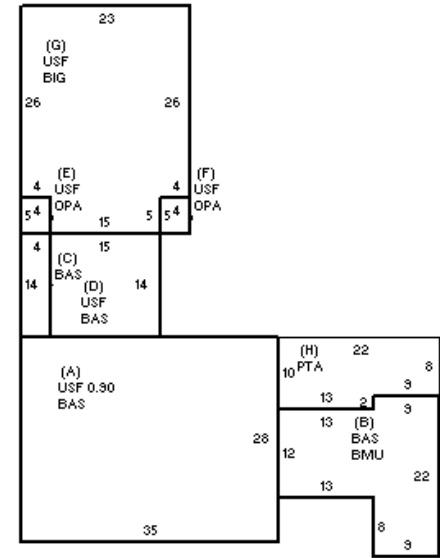 23
(G)
USF
BIG
26 26
(E)
USF
OPA
(F)
USF
OPA
4 4
5 4 5 5 4
15
4 15
(C)
BAS
14 14
(D)
USF
BAS
(A)
USF 0.90
BAS
(H)
PTA
22
10 8
13 2 9
13 9
(B)
BAS
BMU
28 12 22
13
8
35 9